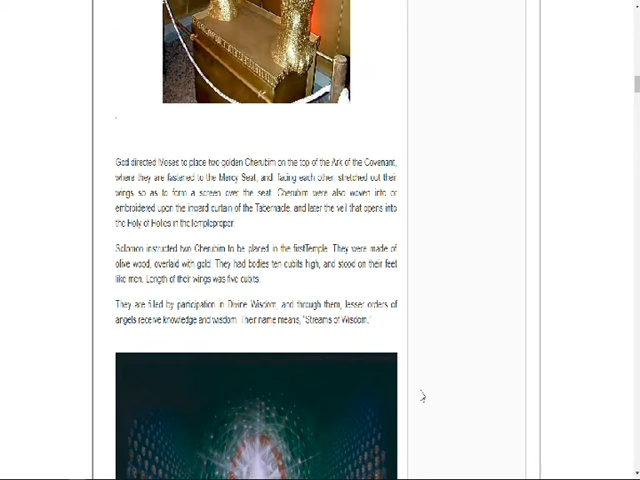 God directed Moses to place two golden Cherubim on the top of the Ark of the Covenant,
where they are fastened to the Mercy Seat, and, facing each other, stretched out their
wings so as to form a screen over the seat. Cherubim were also woven into or
embroidered upon the inward curtain of the Tabernacle, and later the veil that opens into
the Holy of Holies in the templeproper.
Solomon instructed two Cherubim to be placed in the firstTemple. They were made of
olive wood, overlaid with gold. They had bodies ten cubits high, and stood on their feet
like men. Length of their wings was five cubits.
They are filled by participation in Divine Wisdom, and through them, lesser orders of
angels receive knowledge and wisdom. Their name means, "Streams of Wisdom."